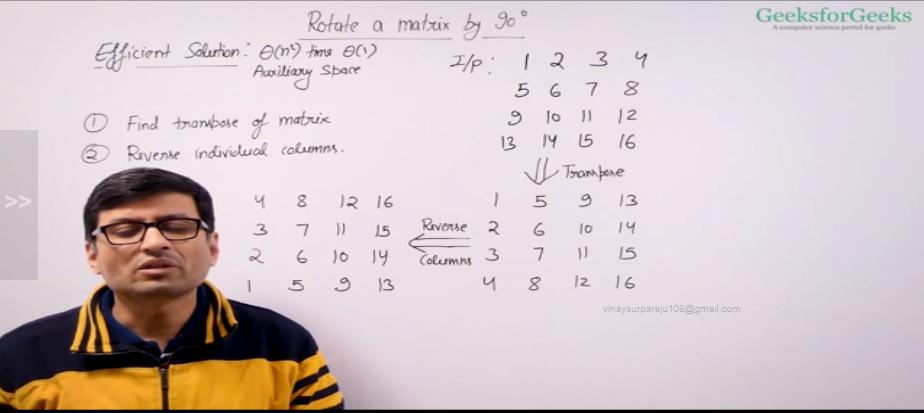 Rotate a matrix by 90°
GeeksforGeeks
A computer science portal for geeks
Efficient Solution: θ(n²) time θ(1)
Auxiliary Space
① Find transpose of matrix
② Reverse individual columns.
I/p: 1 2 3 4
5 6 7 8
9 10 11 12
13 14 15 16
Transpose
1 5 9 13
2 6 10 14
3 7 11 15
4 8 12 16
Reverse
Columns
4 8 12 16
3 7 11 15
2 6 10 14
1 5 9 13
>>
vinaysurparaju108@gmail.com